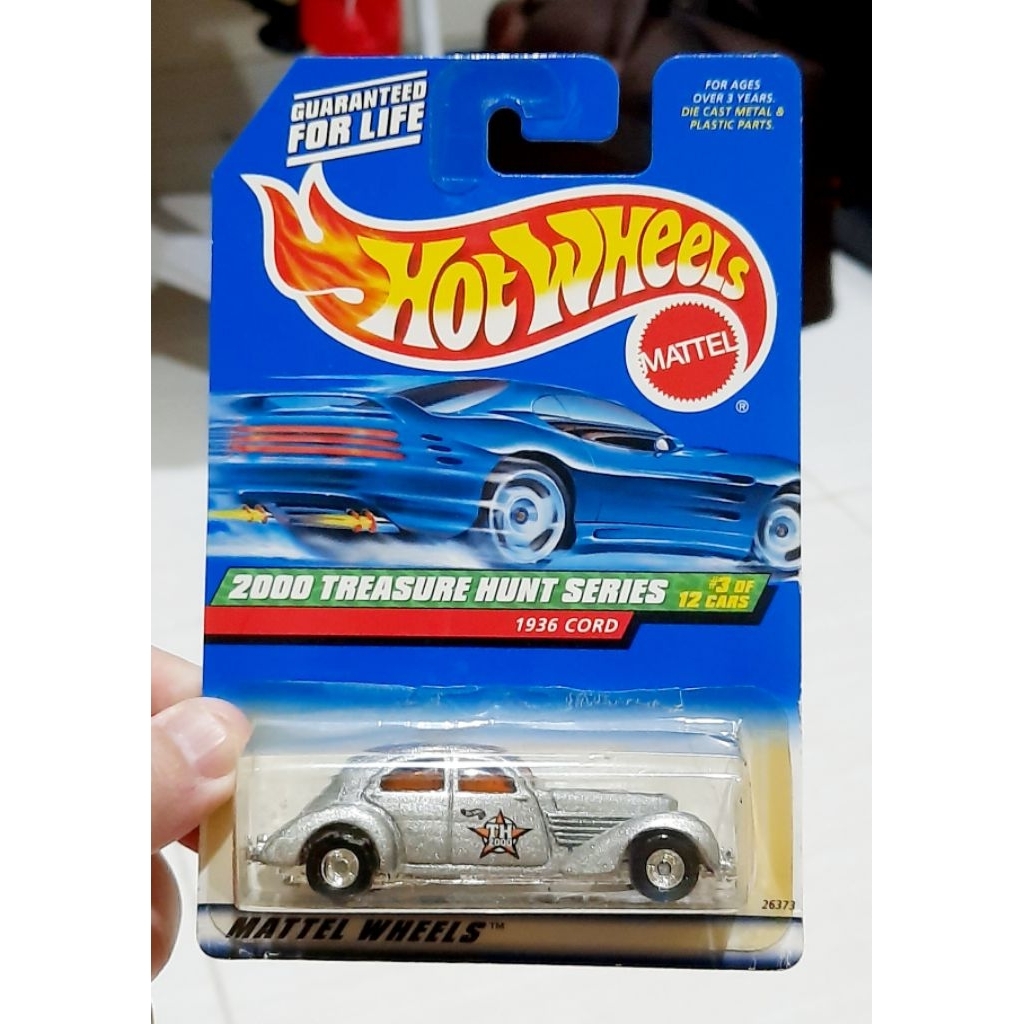 GUARANTEED
FOR LIFE
FOR AGES
OVER 3 YEARS.
DIE CAST METAL &
PLASTIC PARTS.
HOT WHEELS
MATTEL
®
2000 TREASURE HUNT SERIES
#3 OF
12 CARS
1936 CORD
TH
2000
26373
MATTEL WHEELS™